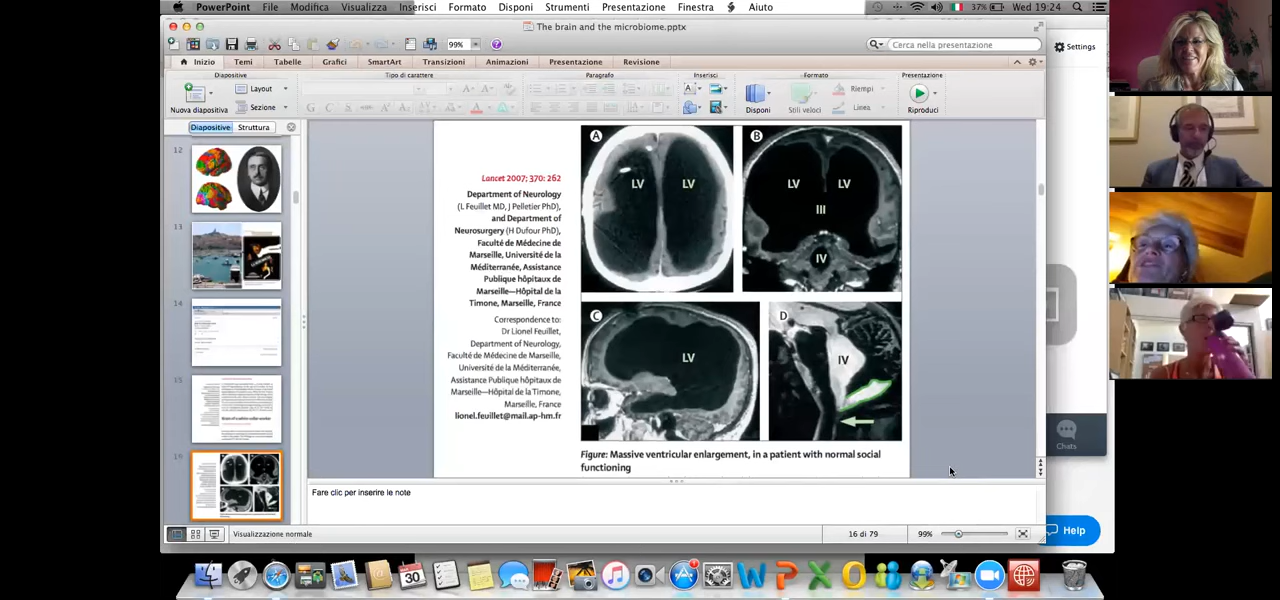 PowerPoint File Modifica Visualizza Inserisci Formato Disponi Strumenti Presentazione Finestra Aiuto 37% Wed 19:24
The brain and the microbiome.pptx
99% Cerca nella presentazione
Inizio Temi Tabelle Grafici SmartArt Transizioni Animazioni Presentazione Revisione
Diapositive Tipo di carattere Paragrafo Inserisci Formato Presentazione
Layout
Riempi
Sezione
Linea
Nuova diapositiva Disponi Stili veloci Riproduci
Diapositive Struttura
12
13
14
15
16
Lancet 2007; 370: 262
Department of Neurology
(L Feuillet MD, J Pelletier PhD),
and Department of
Neurosurgery (H Dufour PhD),
Faculté de Médecine de
Marseille, Université de la
Méditerranée, Assistance
Publique hôpitaux de
Marseille—Hôpital de la
Timone, Marseille, France
Correspondence to:
Dr Lionel Feuillet,
Department of Neurology,
Faculté de Médecine de Marseille,
Université de la Méditerranée,
Assistance Publique hôpitaux de
Marseille—Hôpital de la Timone,
Marseille, France
lionel.feuillet@mail.ap-hm.fr
A
LV LV
B
LV LV
III
IV
C
LV
D
IV
Figure: Massive ventricular enlargement, in a patient with normal social
functioning
Fare clic per inserire le note
Visualizzazione normale 16 di 79 99%
Settings
Chats
Help
30